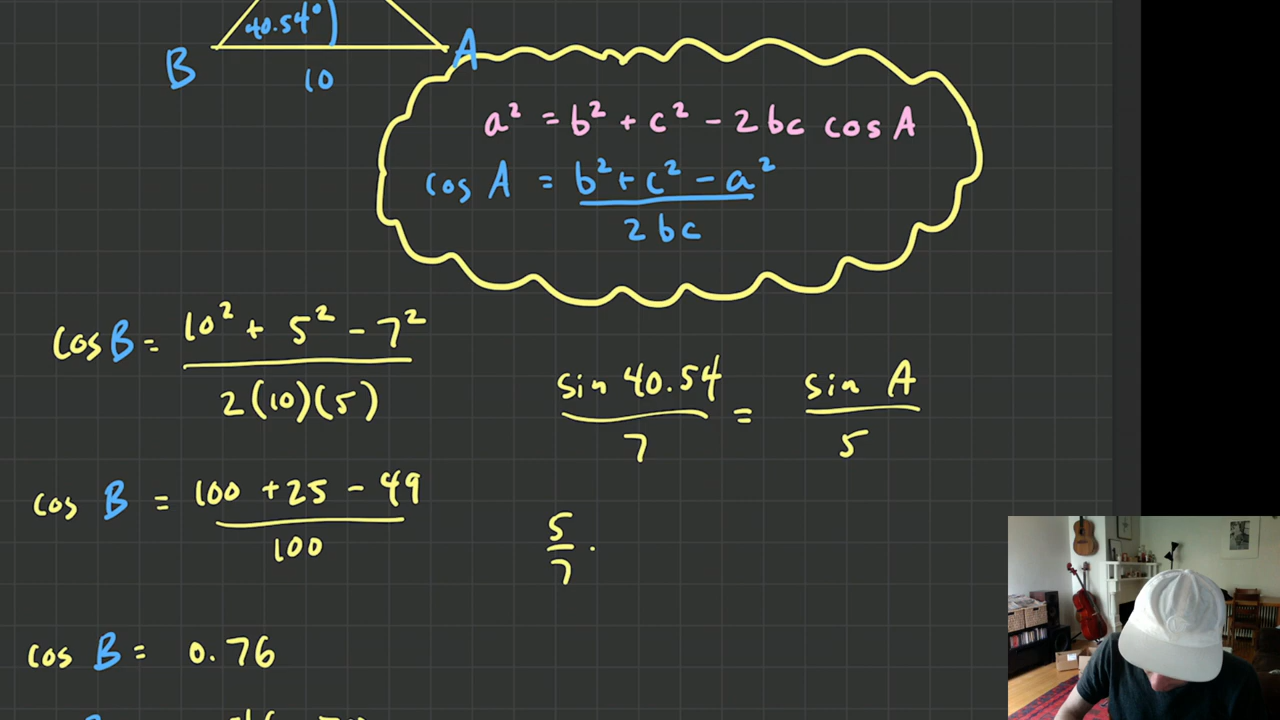 40.54°
B
A
10
a² = b² + c² - 2bc cos A
cos A = b² + c² - a²
2bc
cos B = 10² + 5² - 7²
2(10)(5)
sin 40.54 = sin A
7
5
cos B = 100 + 25 - 49
100
5
7
·
cos B = 0.76